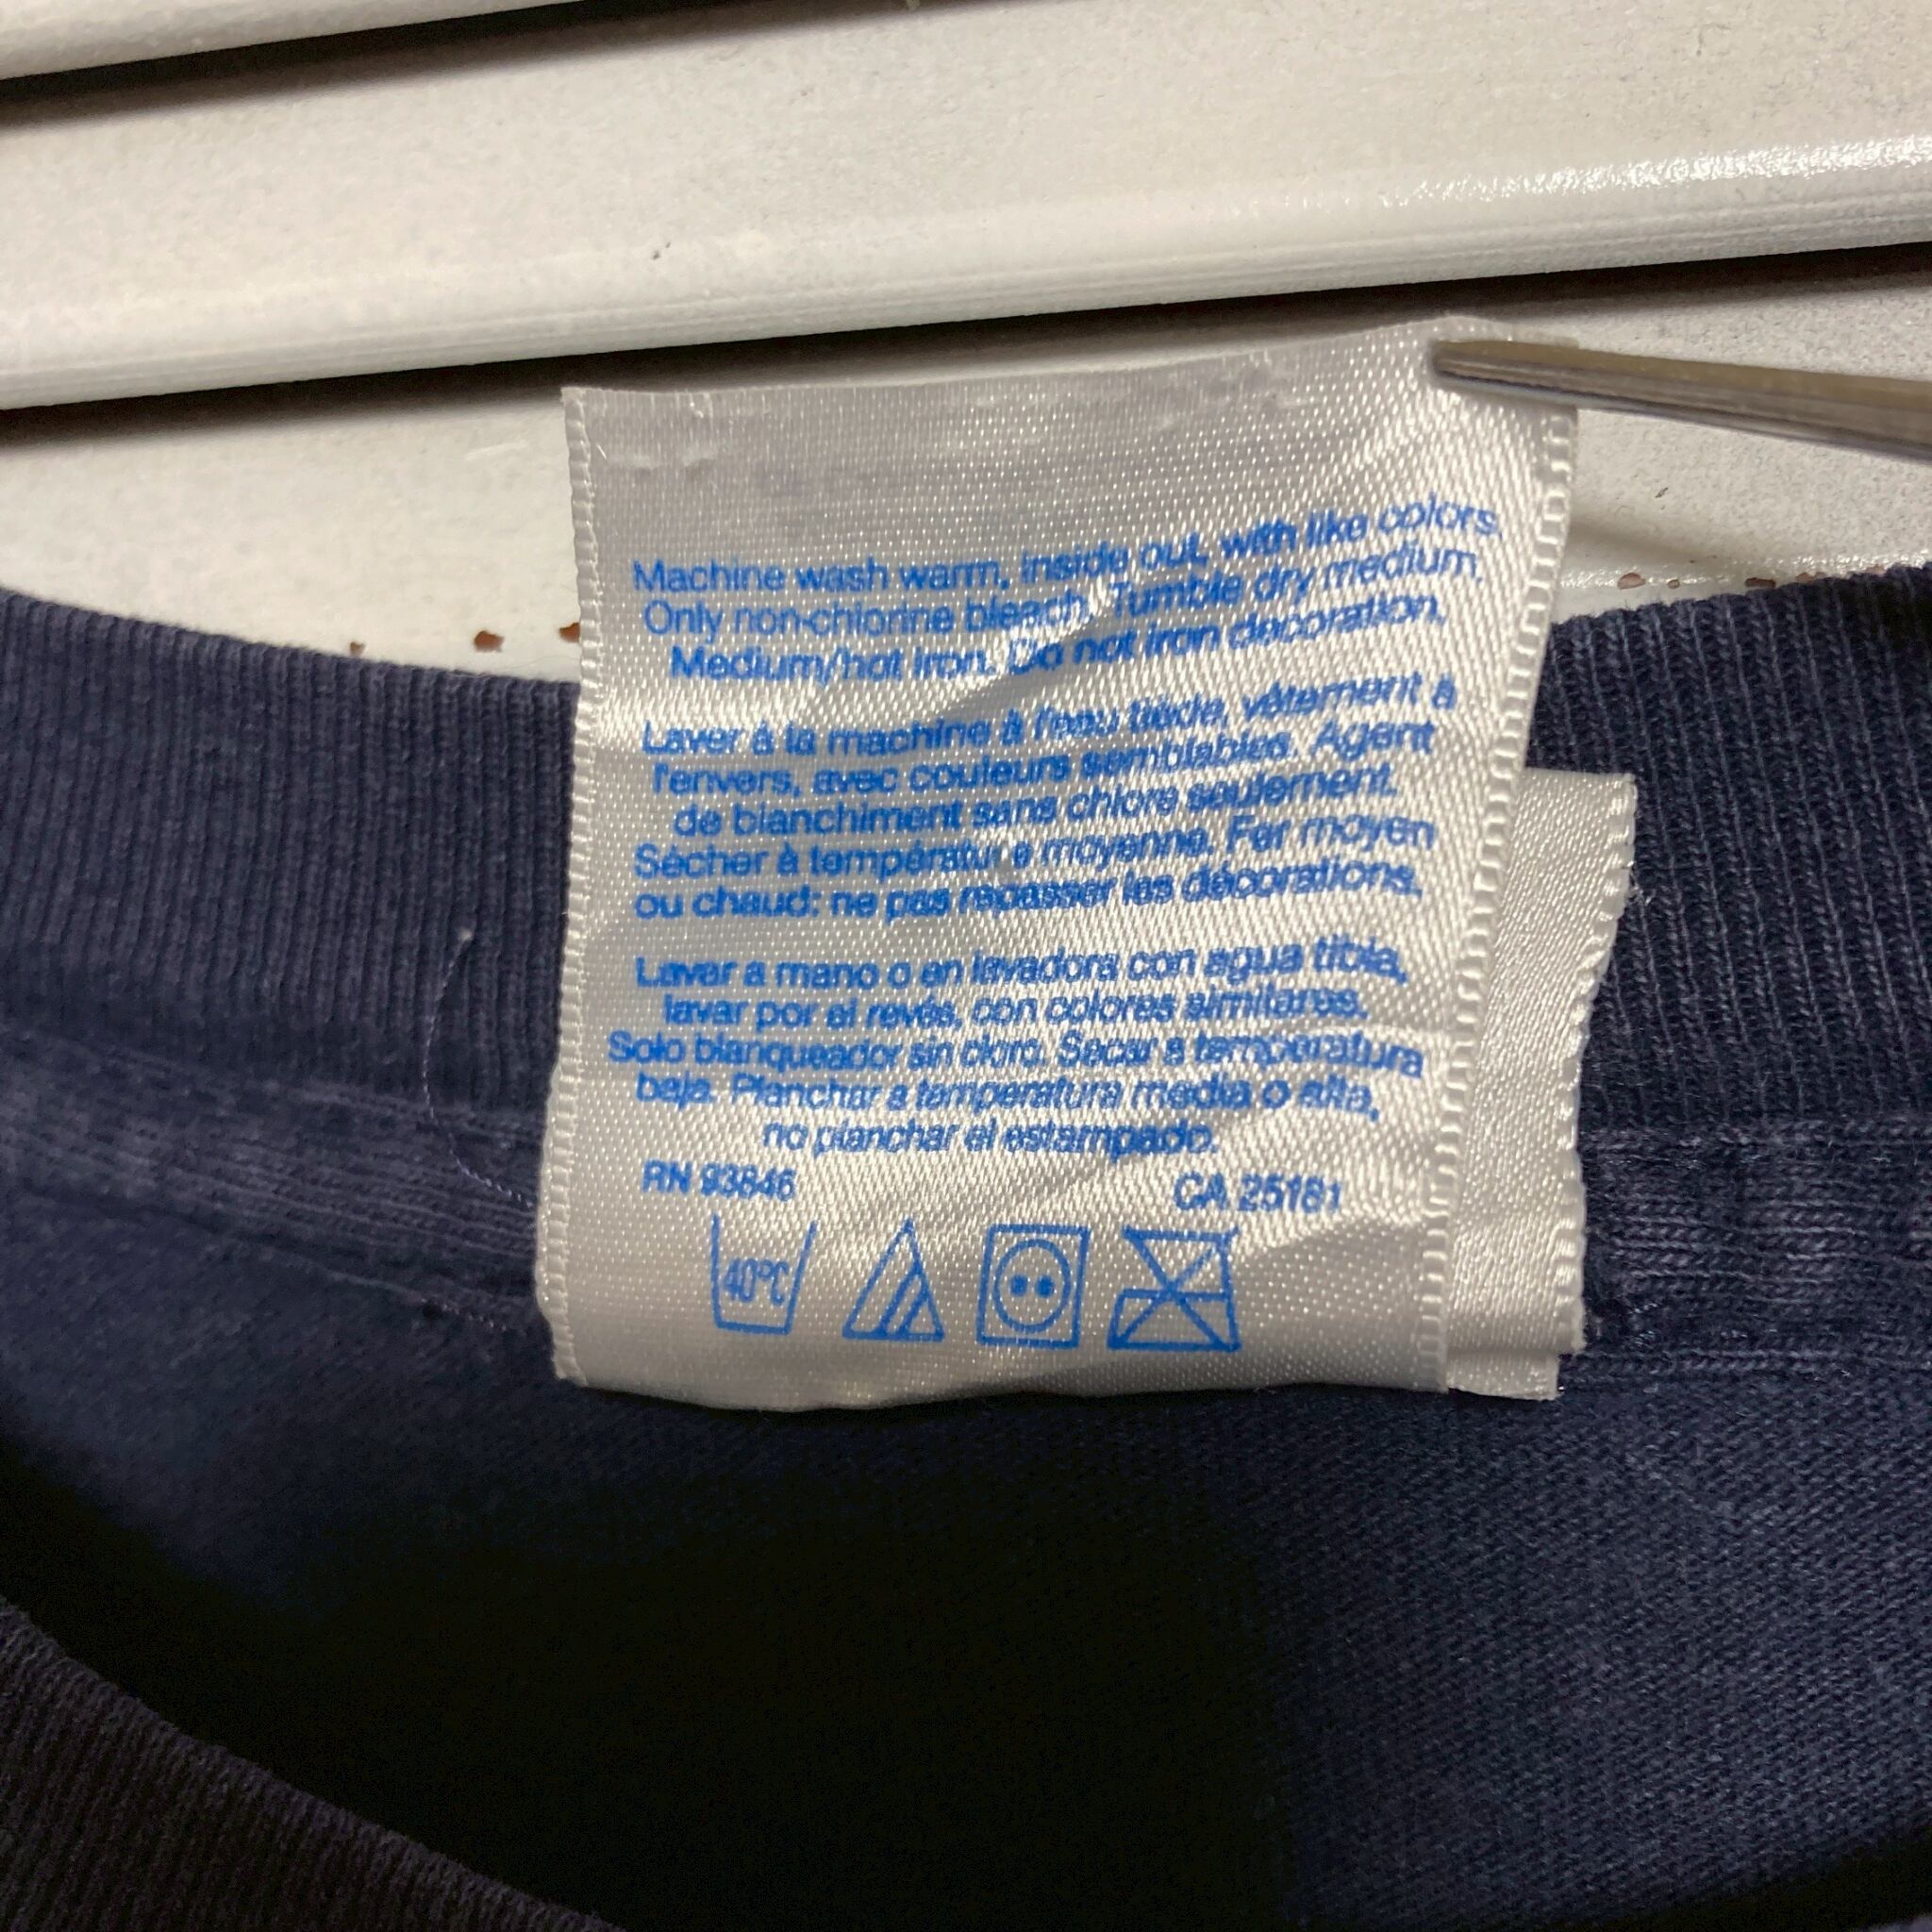 Machine wash warm, inside out, with like colors.
Only non-chlorine bleach. Tumble dry medium.
Medium/hot iron. Do not iron decoration.
Laver à la machine à l'eau tiède, vêtement à
l'envers, avec couleurs semblables. Agent
de blanchiment sans chlore seulement.
Sécher à températur e moyenne. Fer moyen
ou chaud: ne pas repasser les décorations.
Lavar a mano o en lavadora con agua tibia,
lavar por el revés, con colores similares.
Solo blanqueador sin cloro. Secar a temperatura
baja. Planchar a temperatura media o alta,
no planchar el estampado.
RN 93846 CA 25181
40°C